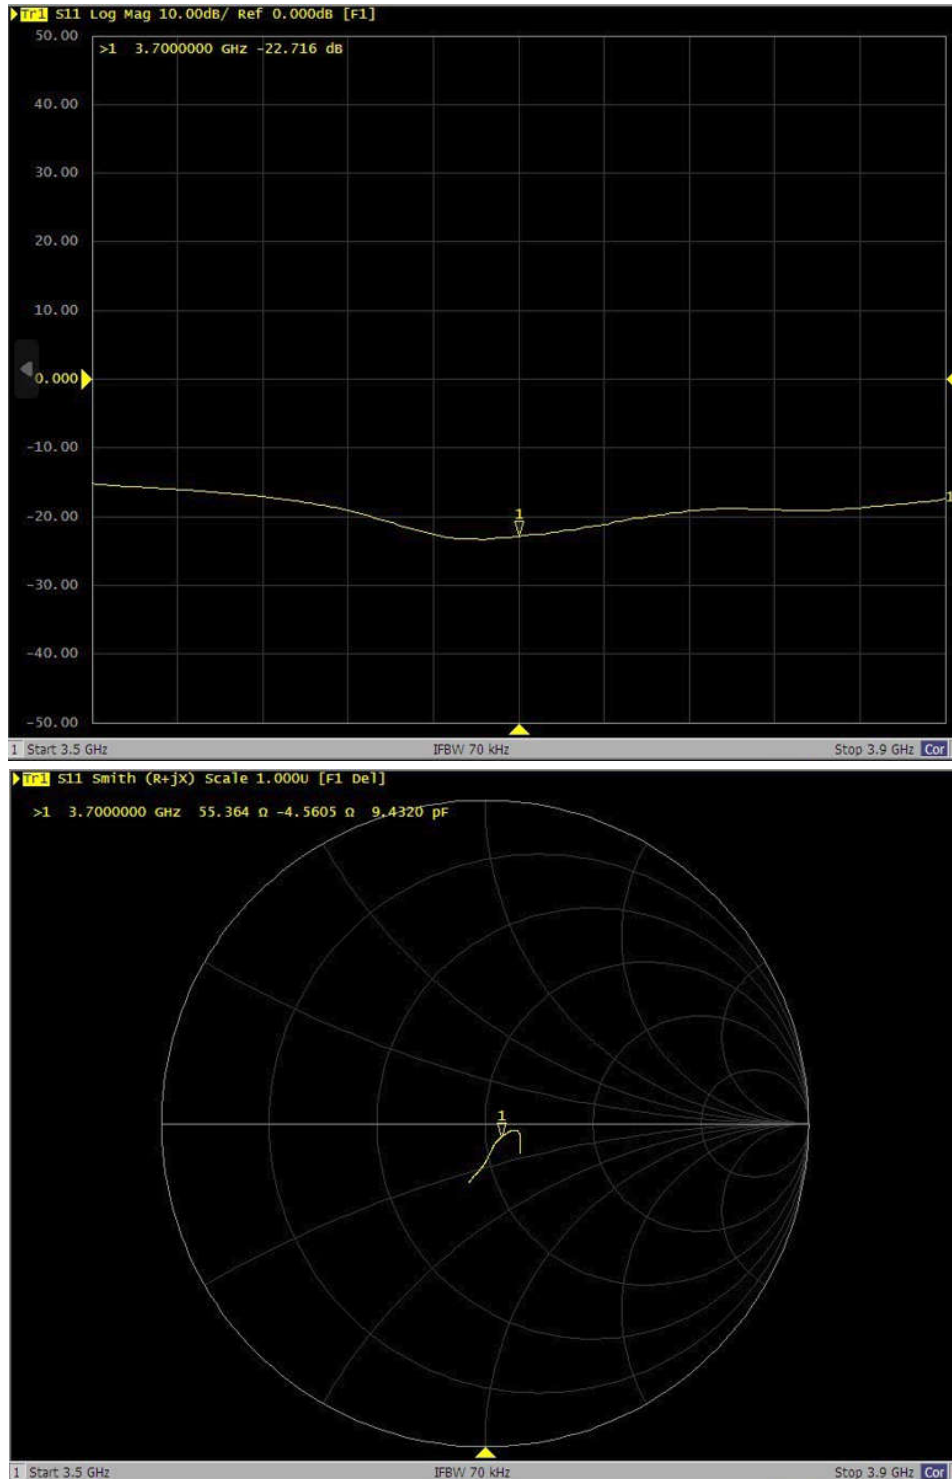 Tr1 S11 Log Mag 10.00dB/ Ref 0.000dB [F1]
50.00
>1 3.7000000 GHz -22.716 dB
40.00
30.00
20.00
10.00
0.000
-10.00
1
1
-20.00
-30.00
-40.00
-50.00
1 Start 3.5 GHz IFBW 70 kHz Stop 3.9 GHz Cor
Tr1 S11 Smith (R+jX) Scale 1.000U [F1 Del]
>1 3.7000000 GHz 55.364 Ω -4.5605 Ω 9.4320 pF
1
1 Start 3.5 GHz IFBW 70 kHz Stop 3.9 GHz Cor